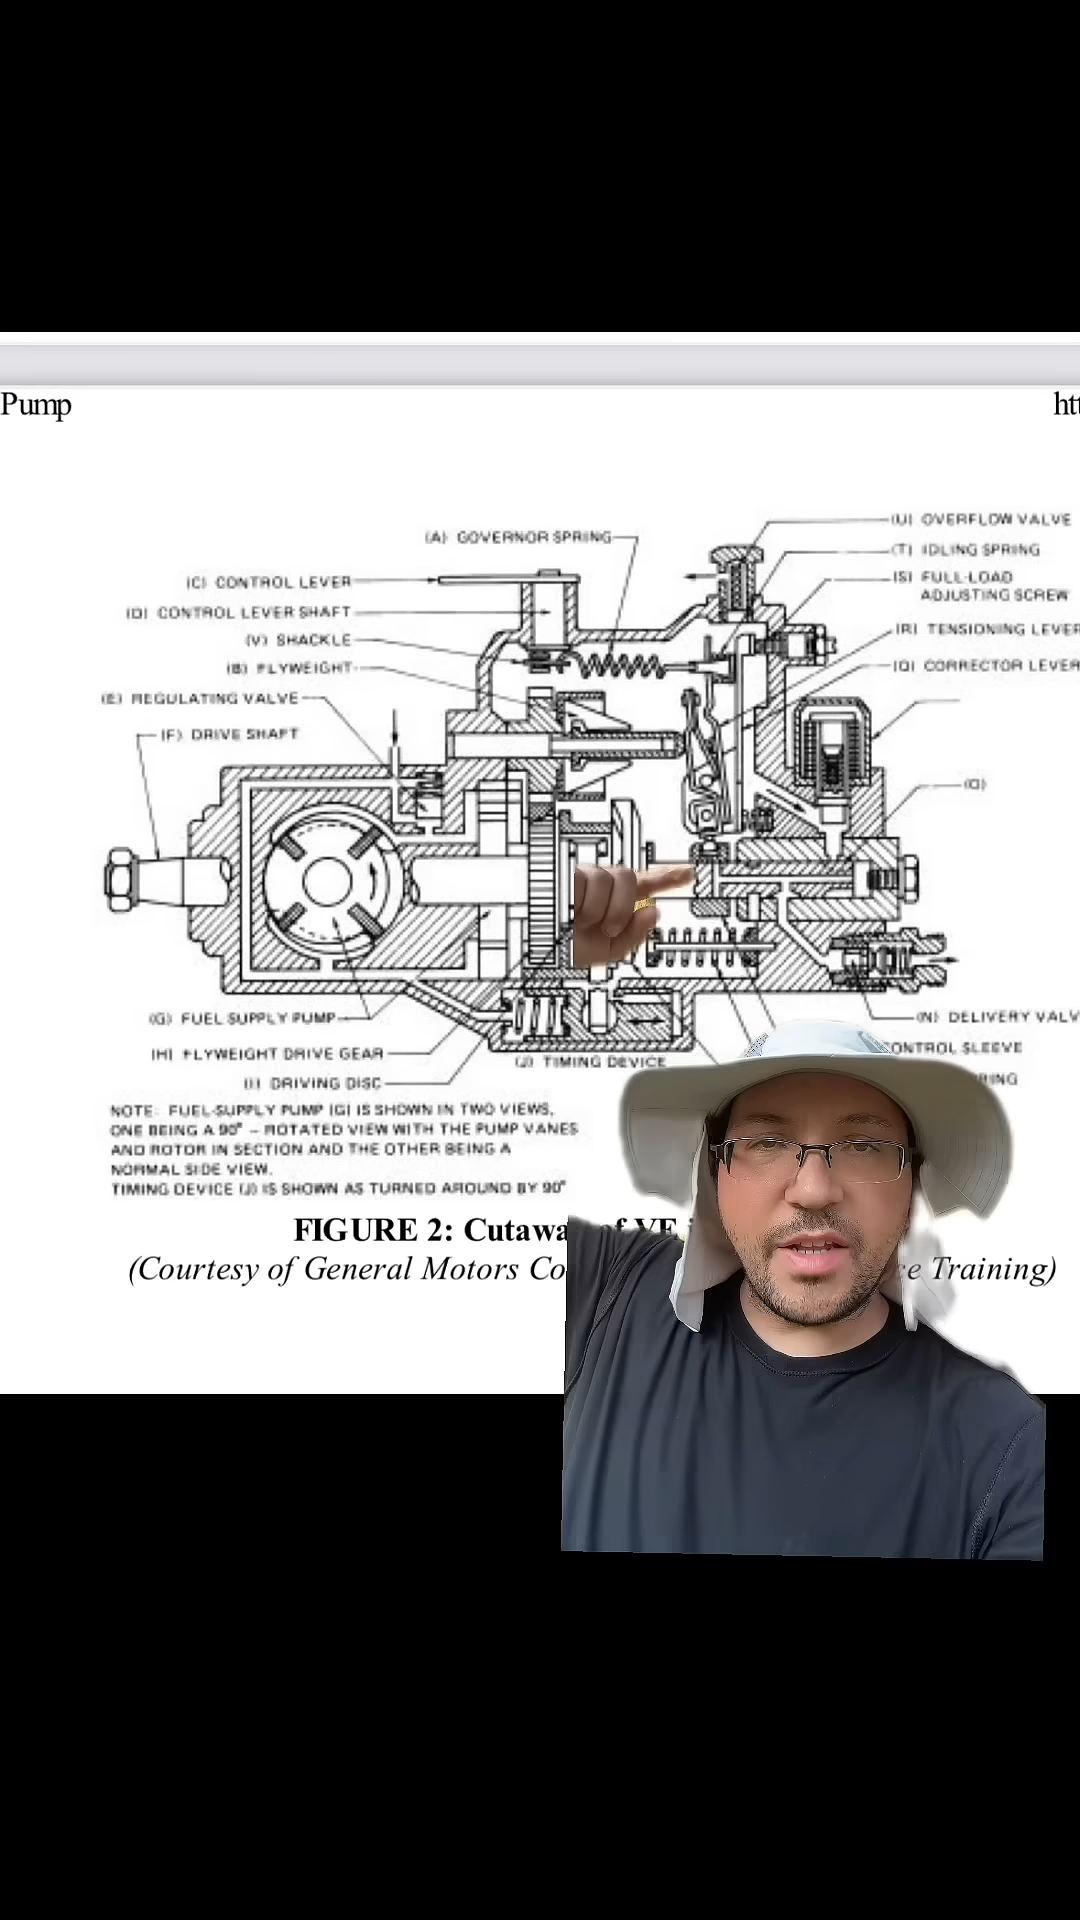 Pump
htt
(A) GOVERNOR SPRING
(U) OVERFLOW VALVE
(T) IDLING SPRING
(C) CONTROL LEVER
(S) FULL-LOAD
ADJUSTING SCREW
(D) CONTROL LEVER SHAFT
(R) TENSIONING LEVER
(V) SHACKLE
(B) FLYWEIGHT
(Q) CORRECTOR LEVER
(E) REGULATING VALVE
(F) DRIVE SHAFT
(O)
(G) FUEL SUPPLY PUMP
(N) DELIVERY VALV
(H) FLYWEIGHT DRIVE GEAR
(J) TIMING DEVICE
ONTROL SLEEVE
(I) DRIVING DISC
RING
NOTE: FUEL-SUPPLY PUMP (G) IS SHOWN IN TWO VIEWS,
ONE BEING A 90° – ROTATED VIEW WITH THE PUMP VANES
AND ROTOR IN SECTION AND THE OTHER BEING A
NORMAL SIDE VIEW.
TIMING DEVICE (J) IS SHOWN AS TURNED AROUND BY 90°
FIGURE 2: Cutawa of VE i
(Courtesy of General Motors Co ce Training)